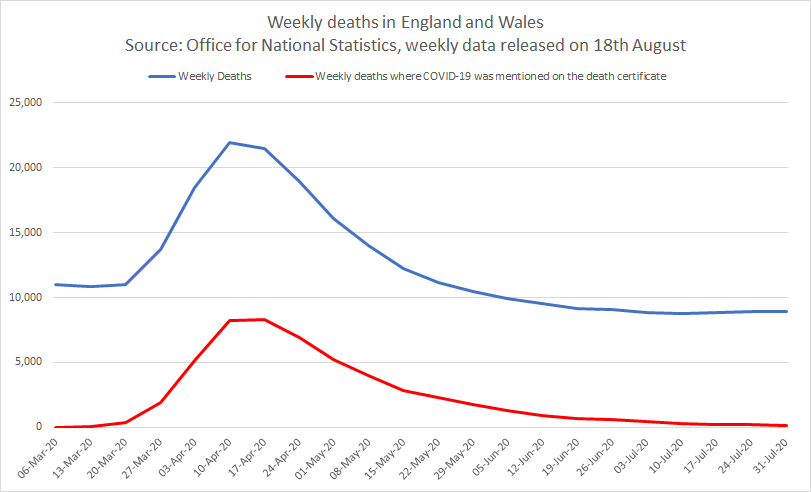 Weekly deaths in England and Wales
Source: Office for National Statistics, weekly data released on 18th August
Weekly Deaths
Weekly deaths where COVID-19 was mentioned on the death certificate
25,000
20,000
15,000
10,000
5,000
0
06-Mar-20
13-Mar-20
20-Mar-20
27-Mar-20
03-Apr-20
10-Apr-20
17-Apr-20
24-Apr-20
01-May-20
08-May-20
15-May-20
22-May-20
29-May-20
05-Jun-20
12-Jun-20
19-Jun-20
26-Jun-20
03-Jul-20
10-Jul-20
17-Jul-20
24-Jul-20
31-Jul-20